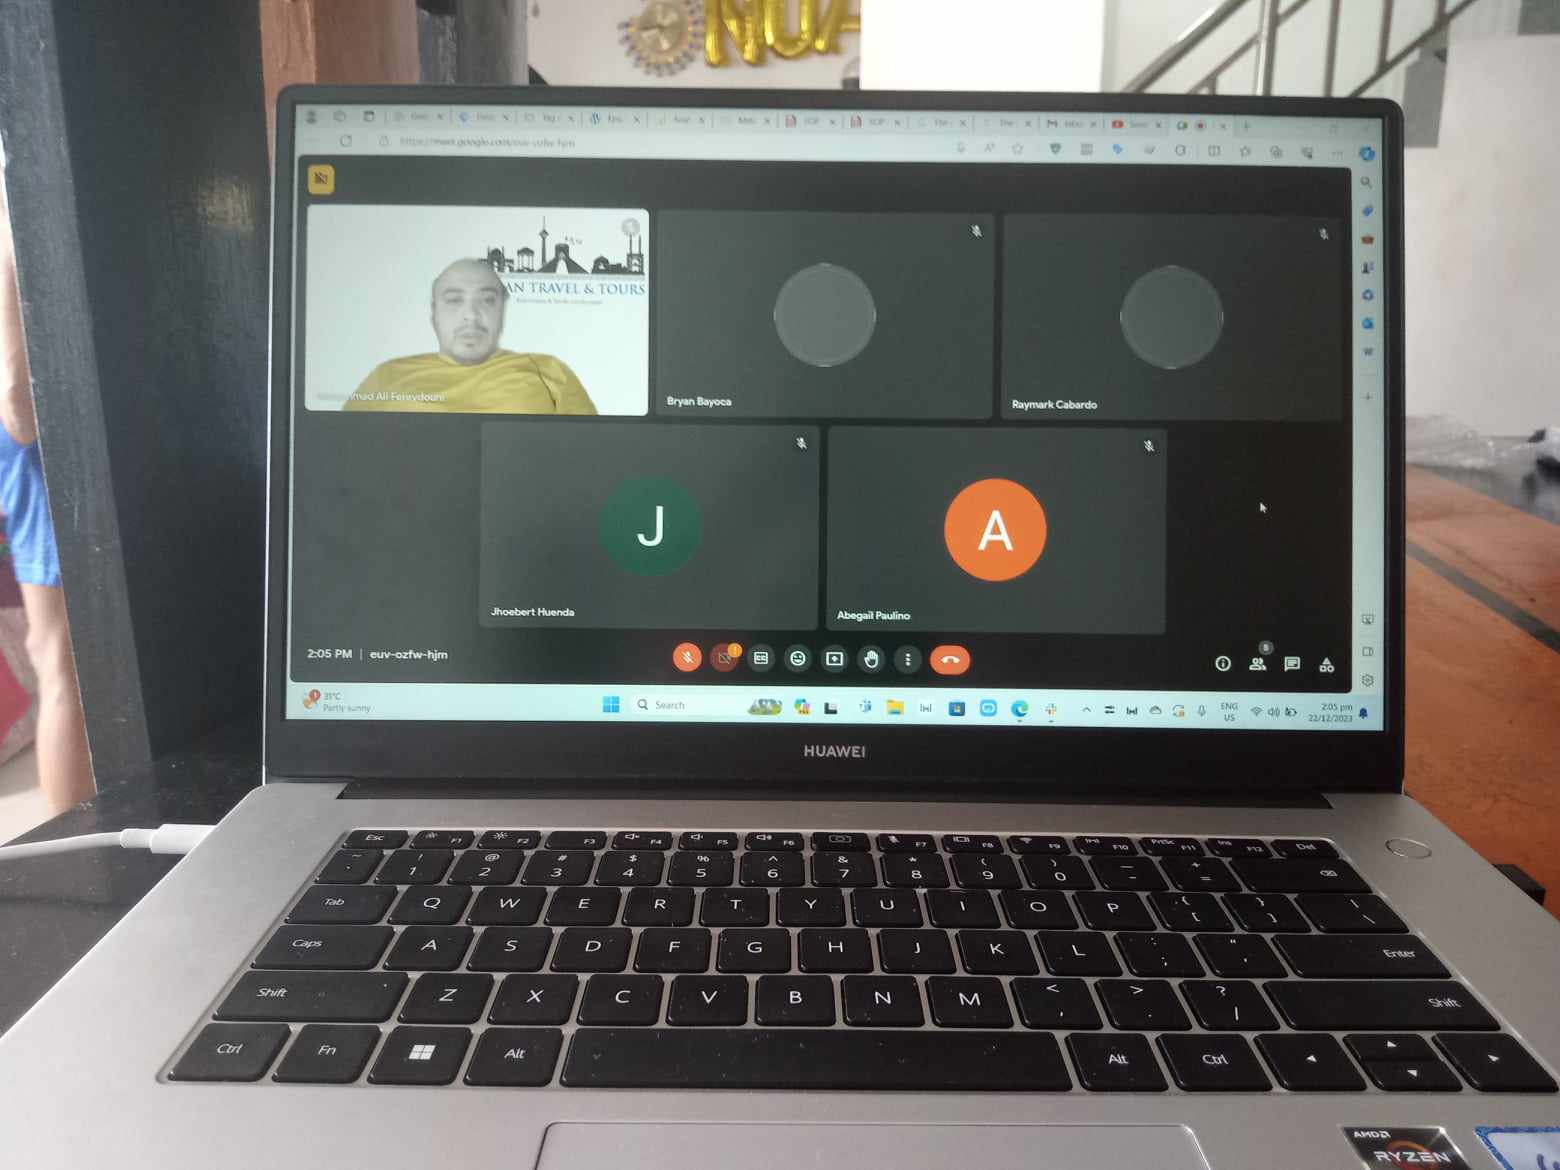 NUA
https://meet.google.com/euv-ozfw-hjm
AN TRAVEL & TOURS
mad Ali Fereydouni
Bryan Bayoca
Raymark Cabardo
J
Jhoebert Huenda
A
Abegail Paulino
2:05 PM | euv-ozfw-hjm
5
1
31°C
Partly sunny
Search
ENG
US
2:05 pm
22/12/2023
HUAWEI
Esc F1 F2 F3 F4 F5 F6 F7 F8 F9 F10 PrtSc F11 Ins F12 Del
~ ! @ # $ % ^ & * ( ) _ +
` 1 2 3 4 5 6 7 8 9 0 - =
Tab Q W E R T Y U I O P { [ } ] | \
Caps A S D F G H J K L : ; " ' Enter
Shift Z X C V B N M < , > . ? / Shift
Ctrl Fn Alt Alt Ctrl
AMD
RYZEN